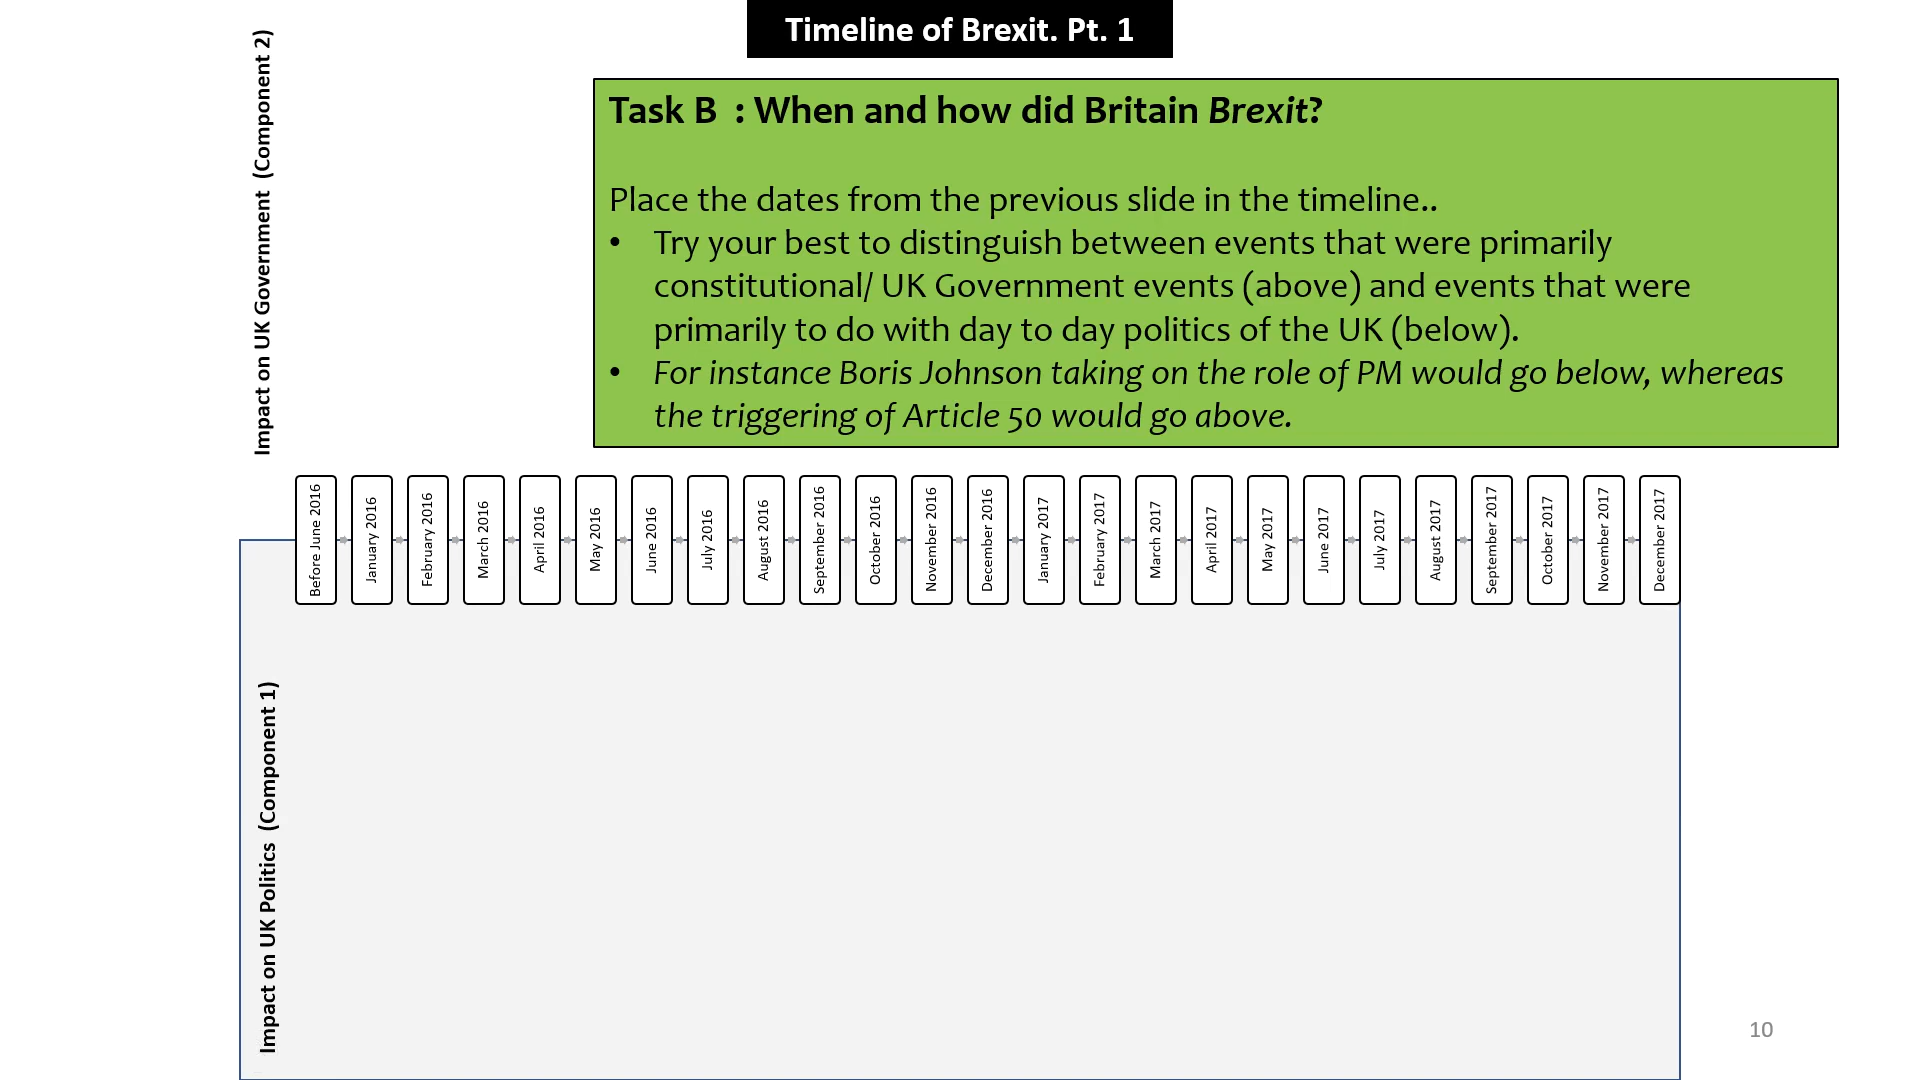 Timeline of Brexit. Pt. 1
Impact on UK Government  (Component 2)
Task B  : When and how did Britain Brexit?
Place the dates from the previous slide in the timeline..
• Try your best to distinguish between events that were primarily
constitutional/ UK Government events (above) and events that were
primarily to do with day to day politics of the UK (below).
• For instance Boris Johnson taking on the role of PM would go below, whereas
the triggering of Article 50 would go above.
Before June 2016
January 2016
February 2016
March 2016
April 2016
May 2016
June 2016
July 2016
August 2016
September 2016
October 2016
November 2016
December 2016
January 2017
February 2017
March 2017
April 2017
May 2017
June 2017
July 2017
August 2017
September 2017
October 2017
November 2017
December 2017
Impact on UK Politics  (Component 1)
10